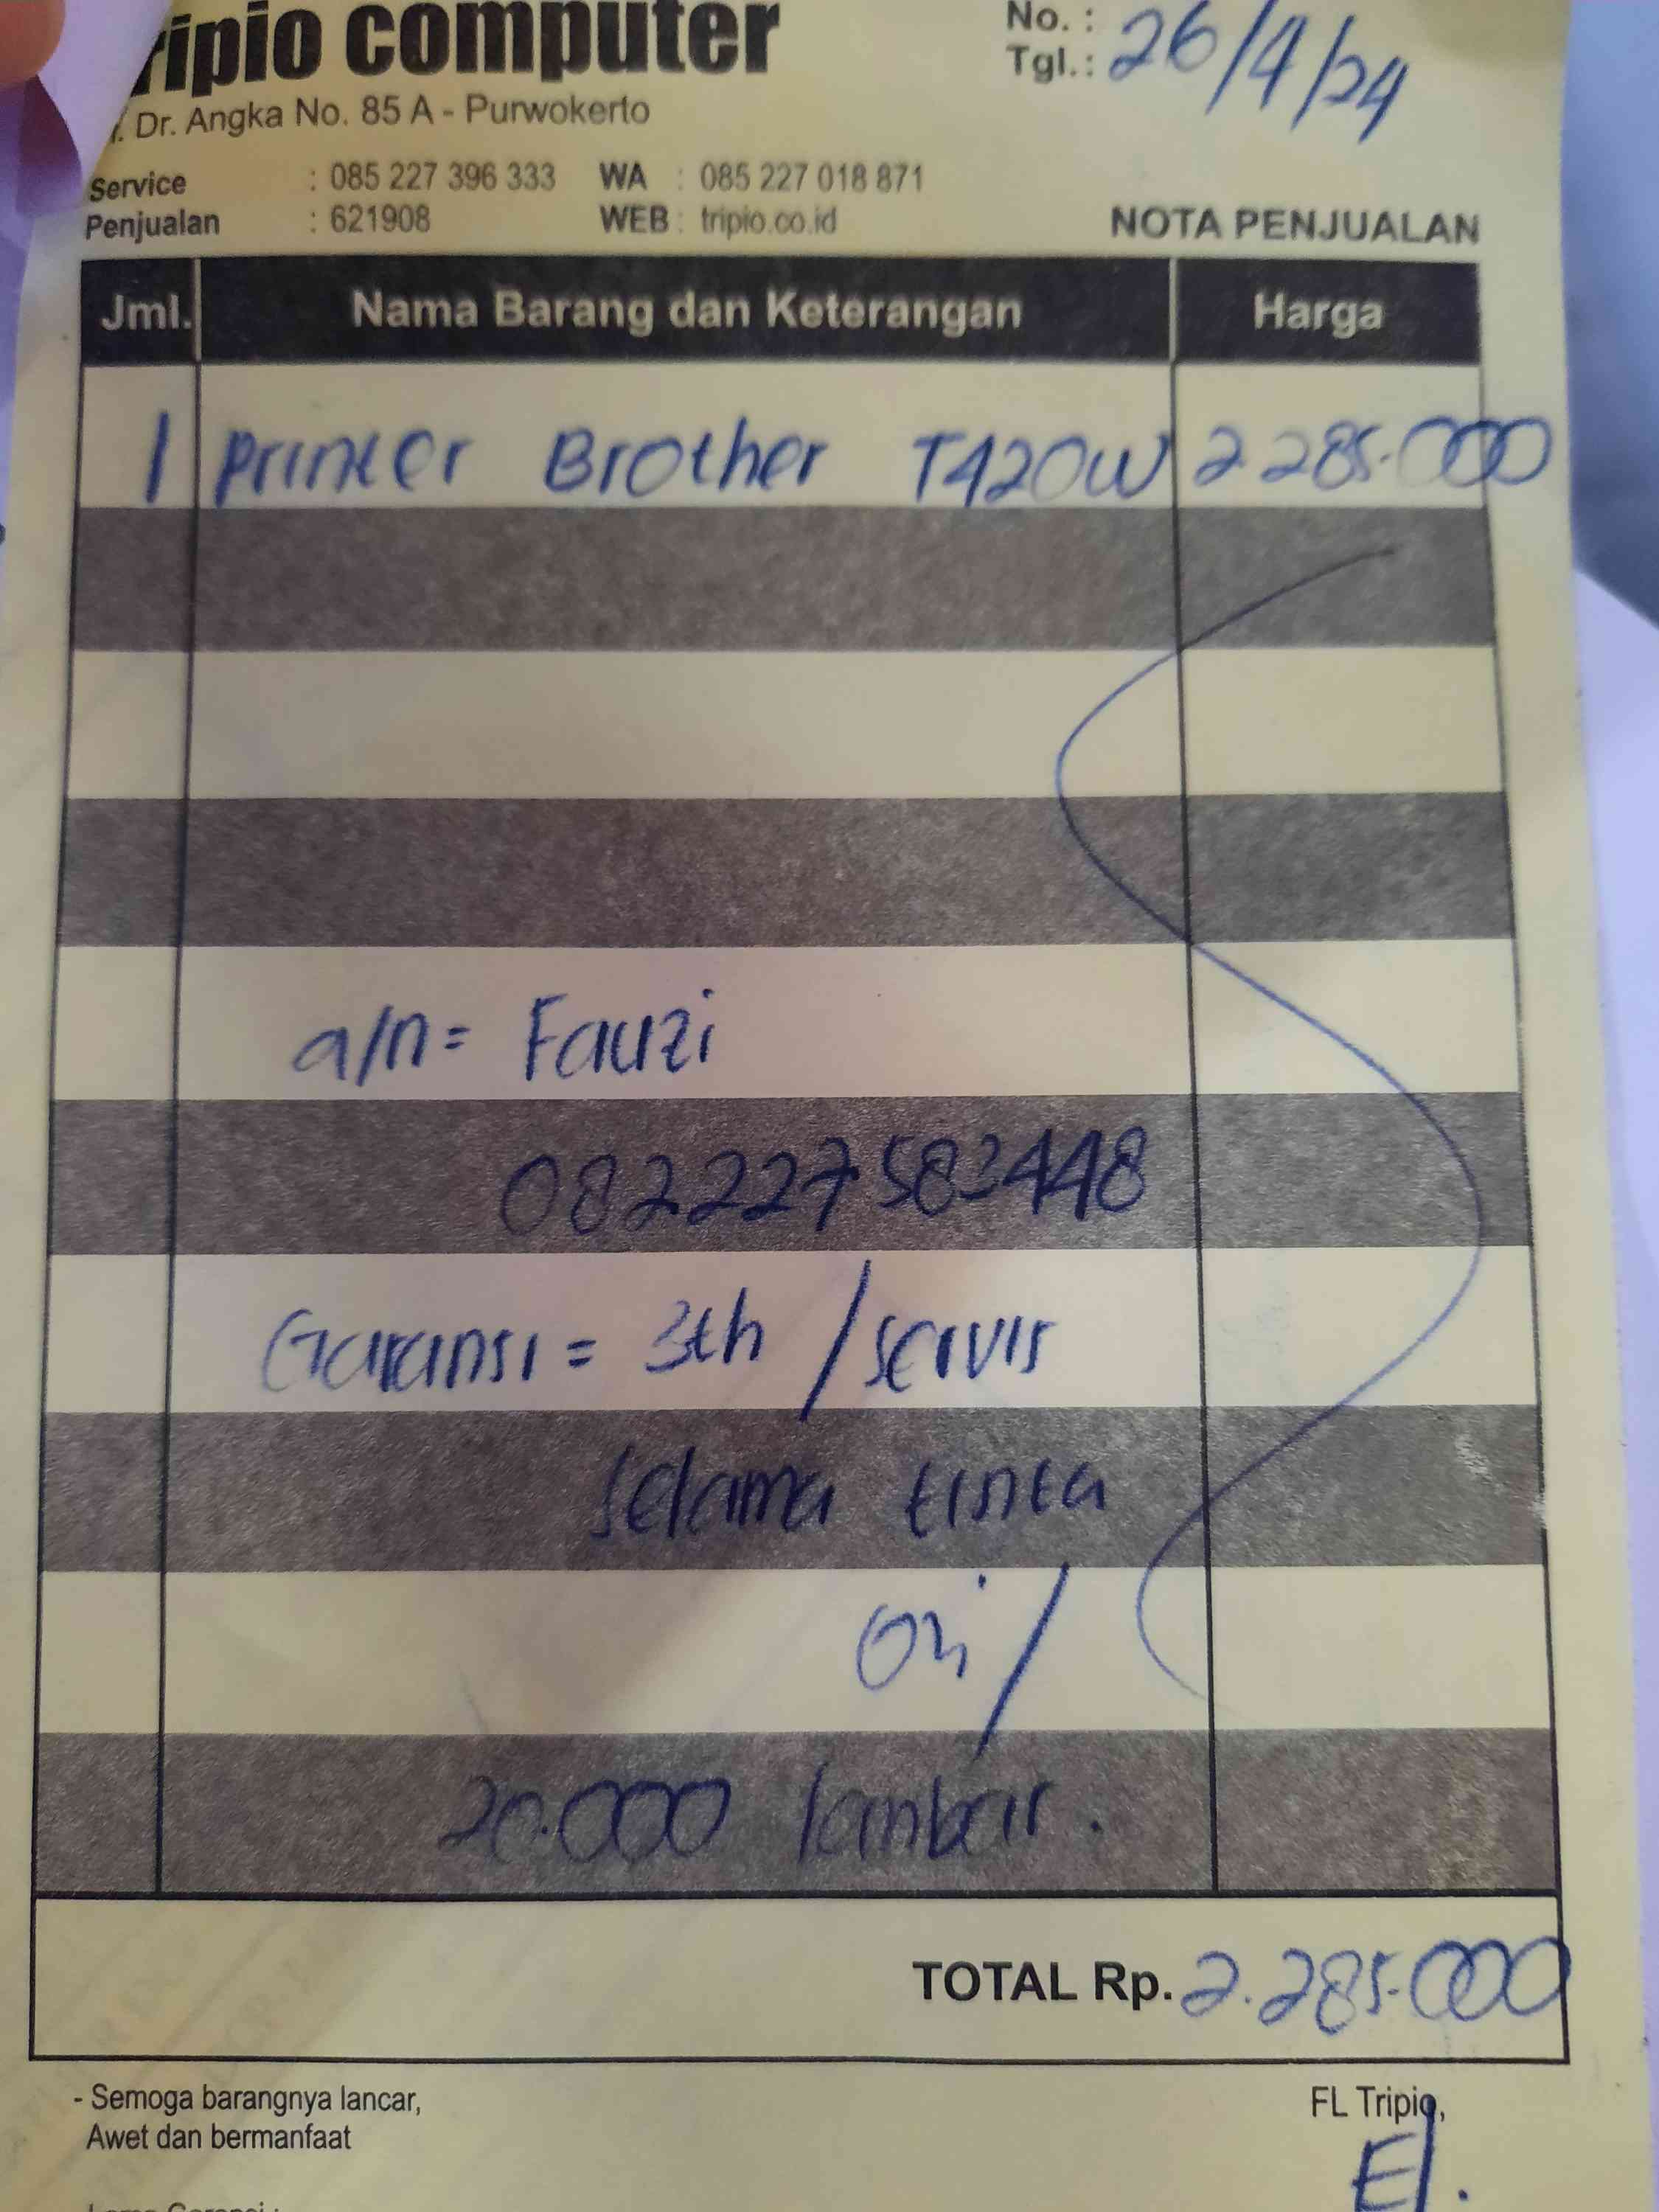 ripio computer
No. :
Tgl.: 26/4/24
. Dr. Angka No. 85 A - Purwokerto
Service : 085 227 396 333 WA : 085 227 018 871
Penjualan : 621908 WEB : tripio.co.id
NOTA PENJUALAN
Jml. Nama Barang dan Keterangan Harga
1 Printer Brother T420W 2285.000
a/n = Fauzi
082227583448
Garansi = 3th / servis
selama tinta
ori /
20.000 lembar.
TOTAL Rp. 2.285.000
- Semoga barangnya lancar,
Awet dan bermanfaat
FL Tripio,
El.